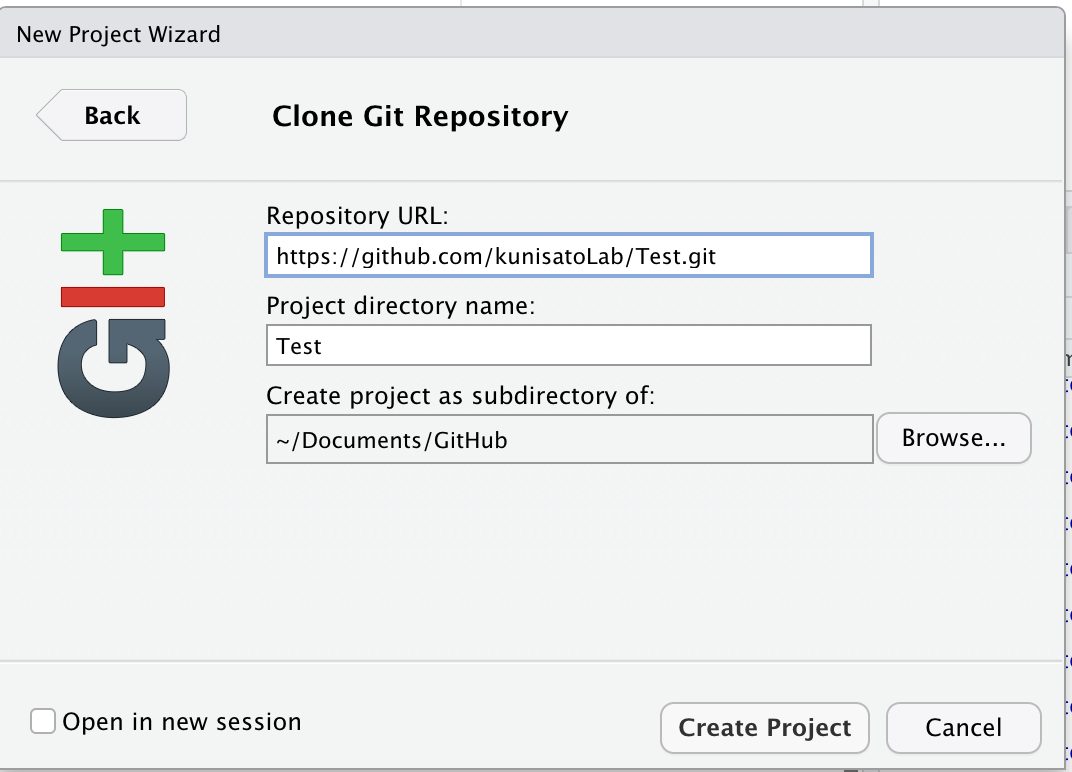 New Project Wizard
Back
Clone Git Repository
GIt
Repository URL:
https://github.com/kunisatoLab/Test.git
Project directory name:
Test
Create project as subdirectory of:
~/Documents/GitHub
Browse...
Open in new session
Create Project
Cancel